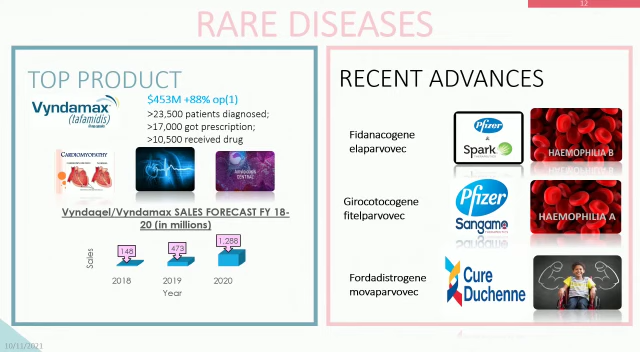 12
RARE DISEASES
TOP PRODUCT
Vyndamax
(tafamidis)
$453M +88% op(1)
>23,500 patients diagnosed;
>17,000 got prescription;
>10,500 received drug
CARDIOMYOPATHY
Vyndaqel/Vyndamax SALES FORECAST FY 18-
20 (in millions)
Sales
148
473
1,288
2018
2019
2020
Year
RECENT ADVANCES
Fidanacogene
elaparvovec
Pfizer
&
Spark
HAEMOPHILIA B
Girocotocogene
fitelparvovec
Pfizer
Sangamo
HAEMOPHILIA A
Fordadistrogene
movaparvovec
Cure
Duchenne
10/11/2021